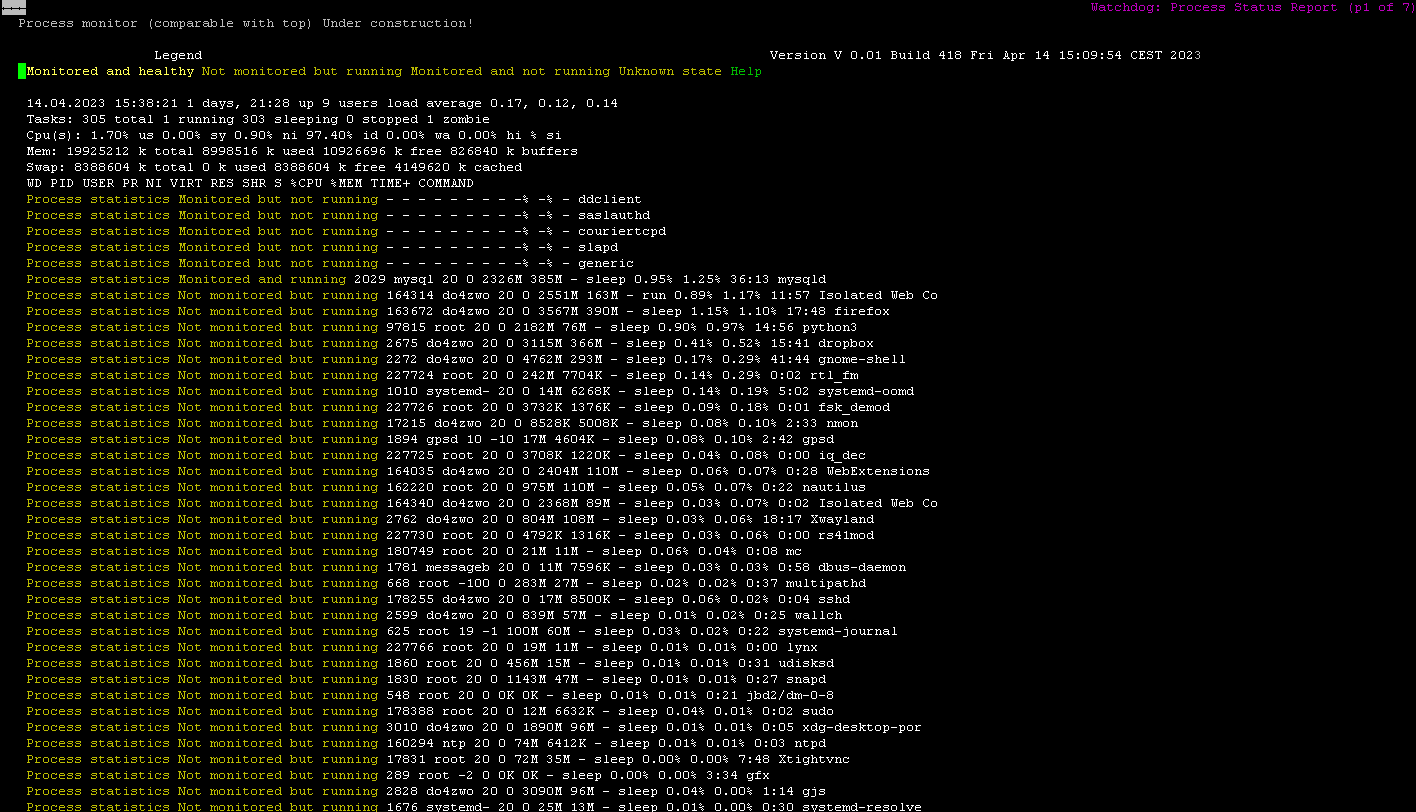 ←←←
Watchdog: Process Status Report (p1 of 7)
Process monitor (comparable with top) Under construction!
Legend Version V 0.01 Build 418 Fri Apr 14 15:09:54 CEST 2023
Monitored and healthy Not monitored but running Monitored and not running Unknown state Help
14.04.2023 15:38:21 1 days, 21:28 up 9 users load average 0.17, 0.12, 0.14
Tasks: 305 total 1 running 303 sleeping 0 stopped 1 zombie
Cpu(s): 1.70% us 0.00% sy 0.90% ni 97.40% id 0.00% wa 0.00% hi % si
Mem: 19925212 k total 8998516 k used 10926696 k free 826840 k buffers
Swap: 8388604 k total 0 k used 8388604 k free 4149620 k cached
WD PID USER PR NI VIRT RES SHR S %CPU %MEM TIME+ COMMAND
Process statistics Monitored but not running - - - - - - - - -% -% - ddclient
Process statistics Monitored but not running - - - - - - - - -% -% - saslauthd
Process statistics Monitored but not running - - - - - - - - -% -% - couriertcpd
Process statistics Monitored but not running - - - - - - - - -% -% - slapd
Process statistics Monitored but not running - - - - - - - - -% -% - generic
Process statistics Monitored and running 2029 mysql 20 0 2326M 385M - sleep 0.95% 1.25% 36:13 mysqld
Process statistics Not monitored but running 164314 do4zwo 20 0 2551M 163M - run 0.89% 1.17% 11:57 Isolated Web Co
Process statistics Not monitored but running 163672 do4zwo 20 0 3567M 390M - sleep 1.15% 1.10% 17:48 firefox
Process statistics Not monitored but running 97815 root 20 0 2182M 76M - sleep 0.90% 0.97% 14:56 python3
Process statistics Not monitored but running 2675 do4zwo 20 0 3115M 366M - sleep 0.41% 0.52% 15:41 dropbox
Process statistics Not monitored but running 2272 do4zwo 20 0 4762M 293M - sleep 0.17% 0.29% 41:44 gnome-shell
Process statistics Not monitored but running 227724 root 20 0 242M 7704K - sleep 0.14% 0.29% 0:02 rtl_fm
Process statistics Not monitored but running 1010 systemd- 20 0 14M 6268K - sleep 0.14% 0.19% 5:02 systemd-oomd
Process statistics Not monitored but running 227726 root 20 0 3732K 1376K - sleep 0.09% 0.18% 0:01 fsk_demod
Process statistics Not monitored but running 17215 do4zwo 20 0 8528K 5008K - sleep 0.08% 0.10% 2:33 nmon
Process statistics Not monitored but running 1894 gpsd 10 -10 17M 4604K - sleep 0.08% 0.10% 2:42 gpsd
Process statistics Not monitored but running 227725 root 20 0 3708K 1220K - sleep 0.04% 0.08% 0:00 iq_dec
Process statistics Not monitored but running 164035 do4zwo 20 0 2404M 110M - sleep 0.06% 0.07% 0:28 WebExtensions
Process statistics Not monitored but running 162220 root 20 0 975M 110M - sleep 0.05% 0.07% 0:22 nautilus
Process statistics Not monitored but running 164340 do4zwo 20 0 2368M 89M - sleep 0.03% 0.07% 0:02 Isolated Web Co
Process statistics Not monitored but running 2762 do4zwo 20 0 804M 108M - sleep 0.03% 0.06% 18:17 Xwayland
Process statistics Not monitored but running 227730 root 20 0 4792K 1316K - sleep 0.03% 0.06% 0:00 rs41mod
Process statistics Not monitored but running 180749 root 20 0 21M 11M - sleep 0.06% 0.04% 0:08 mc
Process statistics Not monitored but running 1781 messageb 20 0 11M 7596K - sleep 0.03% 0.03% 0:58 dbus-daemon
Process statistics Not monitored but running 668 root -100 0 283M 27M - sleep 0.02% 0.02% 0:37 multipathd
Process statistics Not monitored but running 178255 do4zwo 20 0 17M 8500K - sleep 0.06% 0.02% 0:04 sshd
Process statistics Not monitored but running 2599 do4zwo 20 0 839M 57M - sleep 0.01% 0.02% 0:25 wallch
Process statistics Not monitored but running 625 root 19 -1 100M 60M - sleep 0.03% 0.02% 0:22 systemd-journal
Process statistics Not monitored but running 227766 root 20 0 19M 11M - sleep 0.01% 0.01% 0:00 lynx
Process statistics Not monitored but running 1860 root 20 0 456M 15M - sleep 0.01% 0.01% 0:31 udisksd
Process statistics Not monitored but running 1830 root 20 0 1143M 47M - sleep 0.01% 0.01% 0:27 snapd
Process statistics Not monitored but running 548 root 20 0 0K 0K - sleep 0.01% 0.01% 0:21 jbd2/dm-0-8
Process statistics Not monitored but running 178388 root 20 0 12M 6632K - sleep 0.04% 0.01% 0:02 sudo
Process statistics Not monitored but running 3010 do4zwo 20 0 1890M 96M - sleep 0.01% 0.01% 0:05 xdg-desktop-por
Process statistics Not monitored but running 160294 ntp 20 0 74M 6412K - sleep 0.01% 0.01% 0:03 ntpd
Process statistics Not monitored but running 17831 root 20 0 72M 35M - sleep 0.00% 0.00% 7:48 Xtightvnc
Process statistics Not monitored but running 289 root -2 0 0K 0K - sleep 0.00% 0.00% 3:34 gfx
Process statistics Not monitored but running 2828 do4zwo 20 0 3090M 96M - sleep 0.04% 0.00% 1:14 gjs
Process statistics Not monitored but running 1676 systemd- 20 0 25M 13M - sleep 0.01% 0.00% 0:30 systemd-resolve